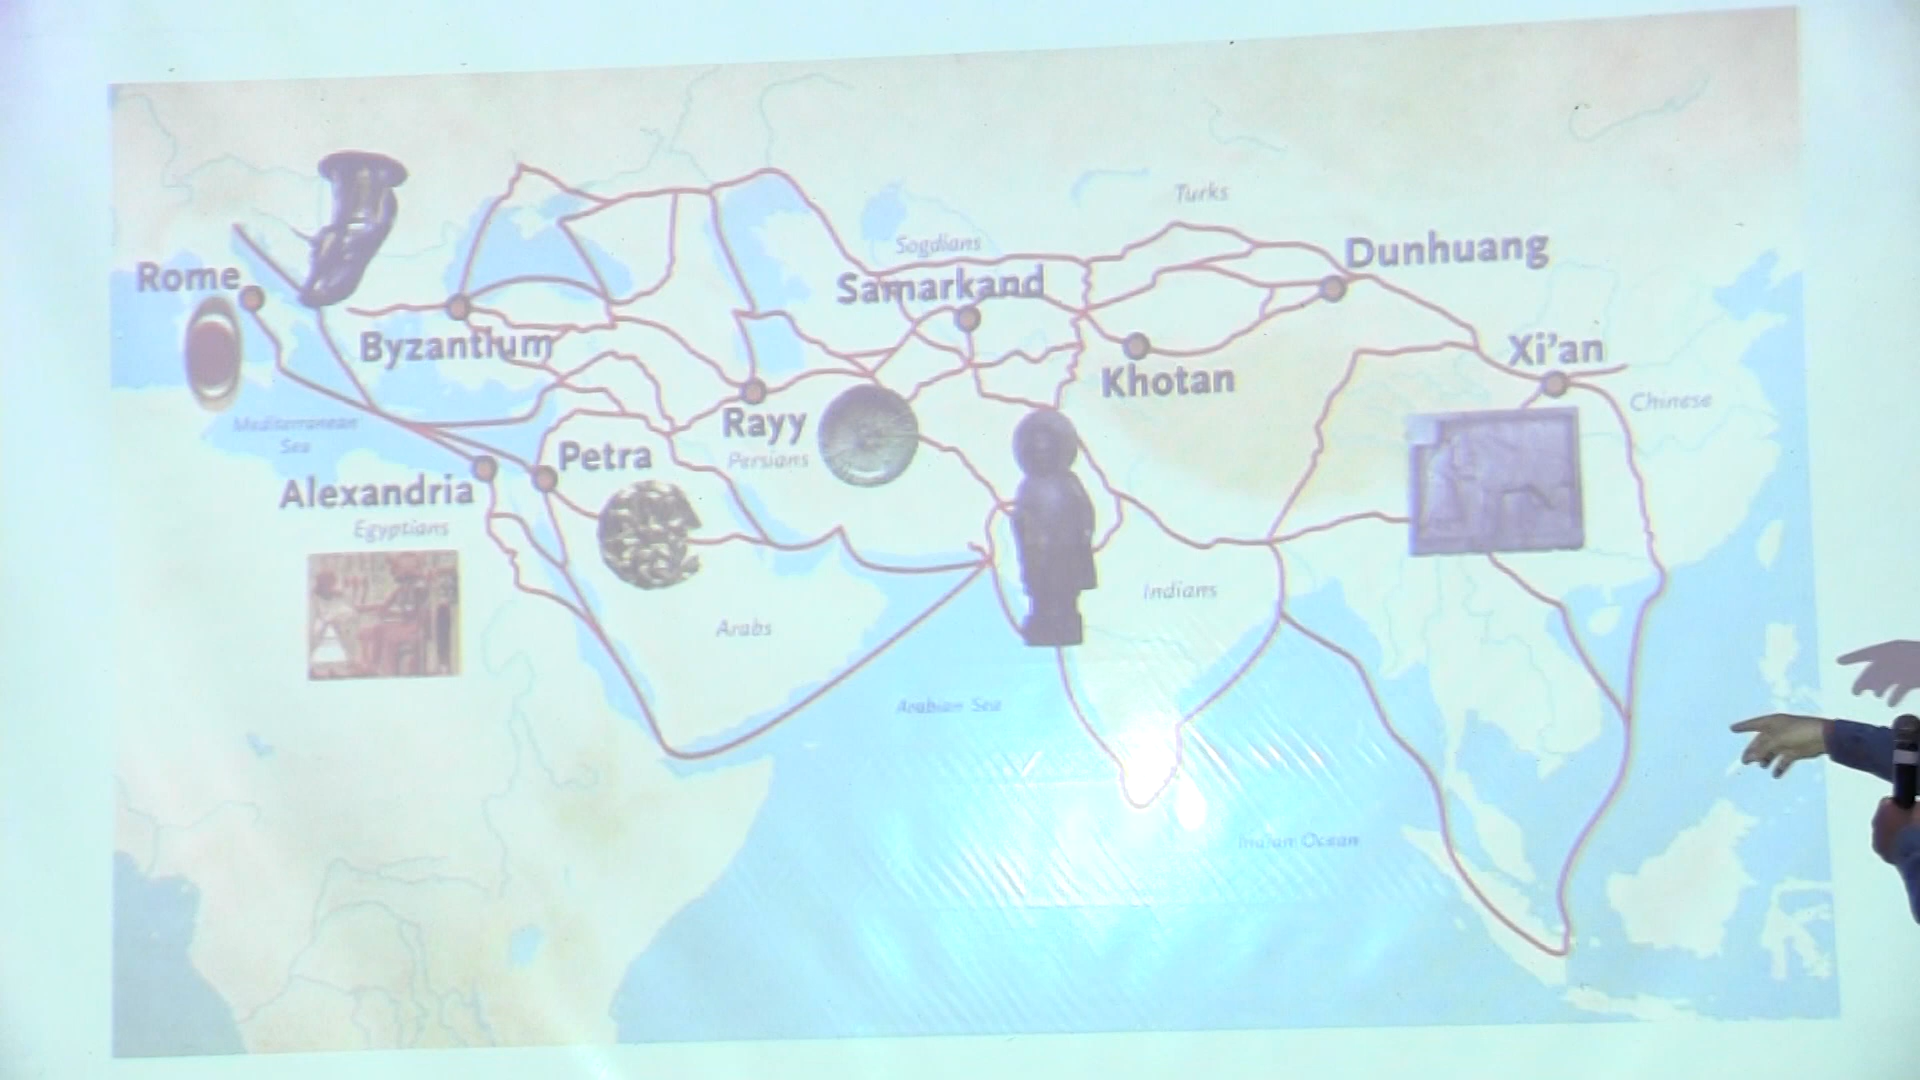 Turks
Dunhuang
Sogdians
Rome
Samarkand
Byzantium
Xi'an
Khotan
Chinese
Rayy
Mediterranean
Sea
Petra
Persians
Alexandria
Egyptians
Indians
Arabs
Arabian Sea
Indian Ocean